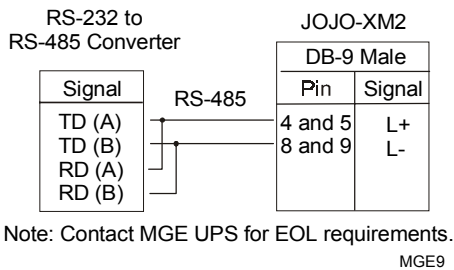 RS-232 to
RS-485 Converter
JOJO-XM2
DB-9 Male
Signal
RS-485
Pin
Signal
TD (A)
TD (B)
RD (A)
RD (B)
4 and 5
L+
8 and 9
L-
Note: Contact MGE UPS for EOL requirements.
MGE9